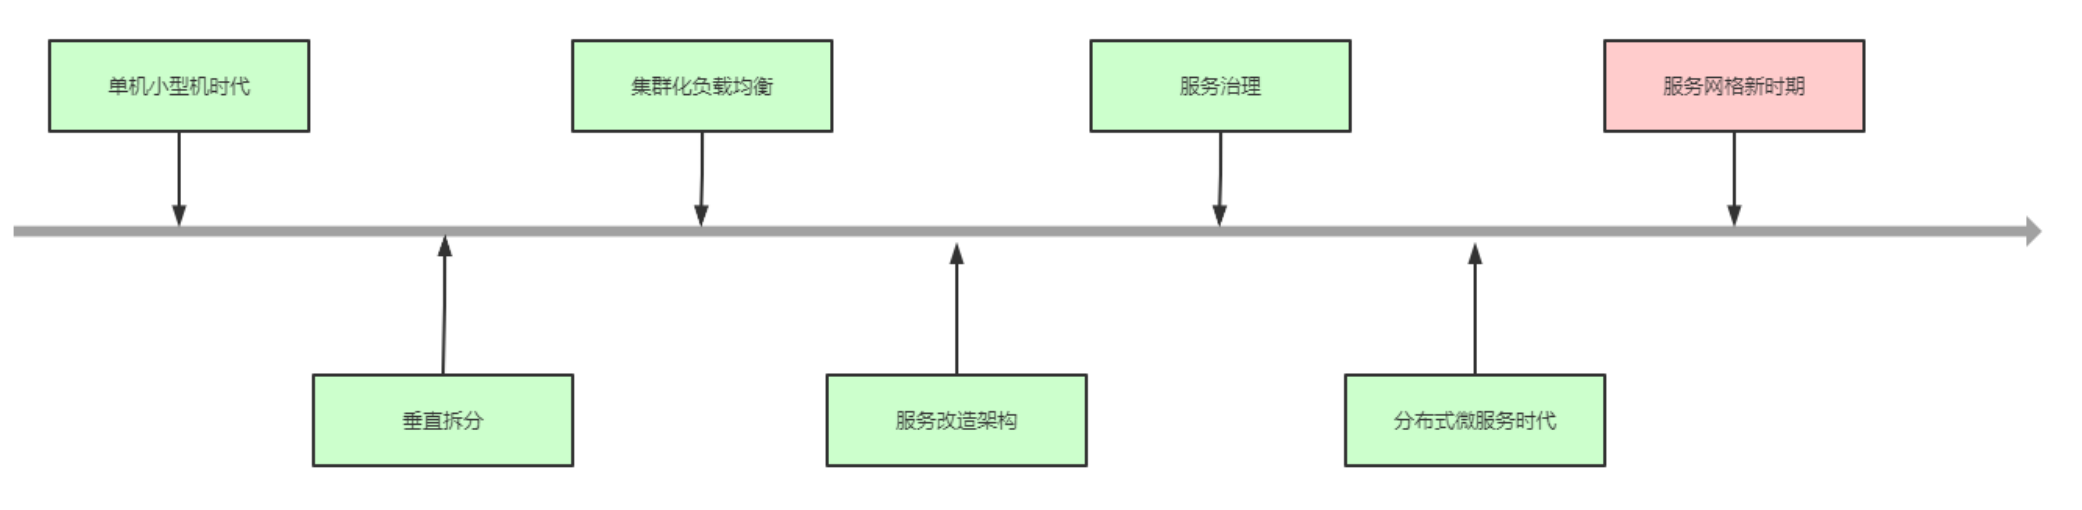 单机小型机时代
集群化负载均衡
服务治理
服务网格新时期
垂直拆分
服务改造架构
分布式微服务时代